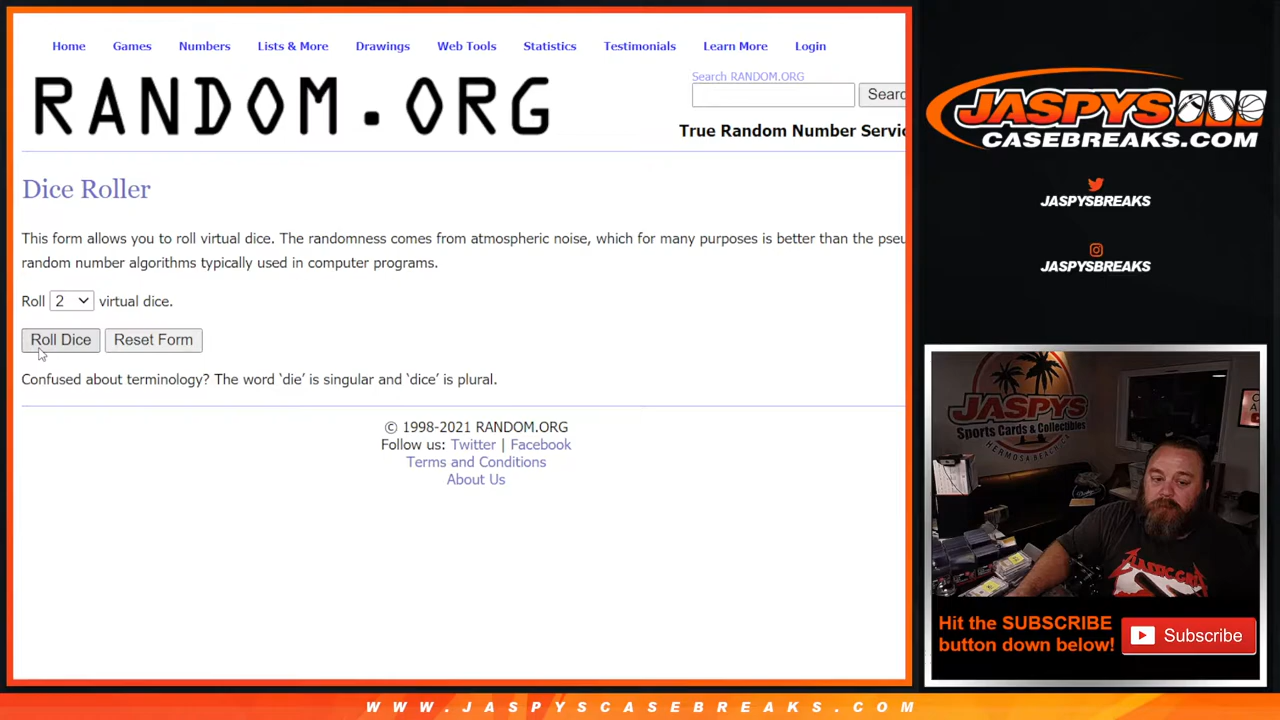 Home Games Numbers Lists & More Drawings Web Tools Statistics Testimonials Learn More Login
RANDOM.ORG
Search RANDOM.ORG
Searc
True Random Number Servic
Dice Roller
This form allows you to roll virtual dice. The randomness comes from atmospheric noise, which for many purposes is better than the pseu
random number algorithms typically used in computer programs.
Roll 2 virtual dice.
Roll Dice Reset Form
Confused about terminology? The word ‘die’ is singular and ‘dice’ is plural.
© 1998-2021 RANDOM.ORG
Follow us: Twitter | Facebook
Terms and Conditions
About Us
JASPYS
CASEBREAKS.COM
JASPYSBREAKS
JASPYSBREAKS
JASPYS
Sports Cards & Collectibles
HERMOSA BEACH, CA
Hit the SUBSCRIBE
button down below!
Subscribe
WWW.JASPYSCASEBREAKS.COM